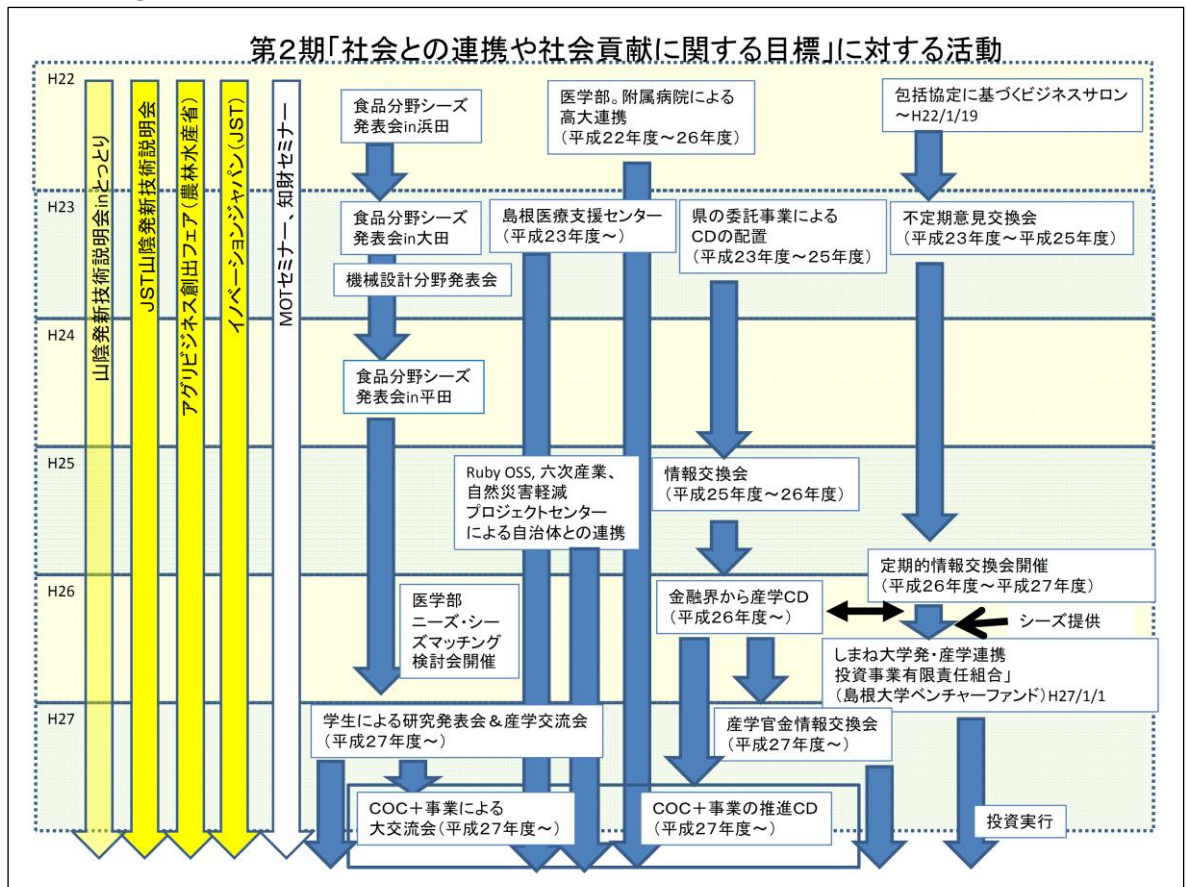 第２期「社会との連携や社会貢献に関する目標」に対する活動
H22
山陰発新技術説明会inとっとり
JST山陰発新技術説明会
アグリビジネス創出フェア(農林水産省)
イノベーションジャパン(JST)
MOTセミナー、知財セミナー
食品分野シーズ
発表会in浜田
医学部。附属病院による
高大連携
（平成２２年度～２６年度）
包括協定に基づくビジネスサロン
～H22/1/19
H23
食品分野シーズ
発表会in大田
島根医療支援センター
（平成２３年度～）
県の委託事業による
CDの配置
（平成２３年度～２５年度）
不定期意見交換会
（平成２３年度～平成２５年度）
機械設計分野発表会
H24
食品分野シーズ
発表会in平田
H25
Ruby OSS, 六次産業、
自然災害軽減
プロジェクトセンター
による自治体との連携
情報交換会
（平成２５年度～２６年度）
定期的情報交換会開催
（平成２６年度～平成２７年度）
H26
医学部
ニーズ・シー
ズマッチング
検討会開催
金融界から産学CD
（平成２６年度～）
シーズ提供
しまね大学発・産学連携
投資事業有限責任組合」
（島根大学ベンチャーファンド）H27/1/1
H27
学生による研究発表会＆産学交流会
（平成２７年度～）
産学官金情報交換会
（平成２７年度～）
COC＋事業による
大交流会（平成２７年度～）
COC＋事業の推進CD
（平成２７年度～）
投資実行